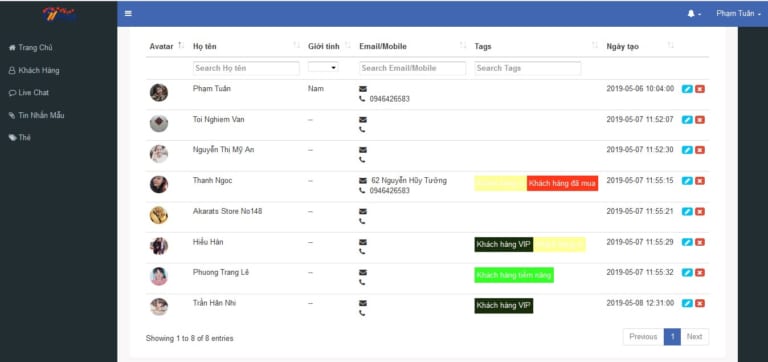 Phạm Tuấn
Trang Chủ
Khách Hàng
Live Chat
Tin Nhắn Mẫu
Thẻ
Avatar Họ tên Giới tính Email/Mobile Tags Ngày tạo
Search Họ tên Search Email/Mobile Search Tags
Phạm Tuấn Nam 2019-05-06 10:04:00
0946426583
Toi Nghiem Van -- 2019-05-07 11:52:07
Nguyễn Thị Mỹ An -- 2019-05-07 11:52:30
Thanh Ngoc -- 62 Nguyễn Hũy Tưởng Khách hàng đã mua 2019-05-07 11:55:15
0946426583
Akarats Store No148 -- 2019-05-07 11:55:21
Hiếu Hân -- Khách hàng VIP 2019-05-07 11:55:29
Phuong Trang Lê -- Khách hàng tiềm năng 2019-05-07 11:55:32
Trần Hân Nhi -- Khách hàng VIP 2019-05-08 12:31:00
Showing 1 to 8 of 8 entries
Previous 1 Next